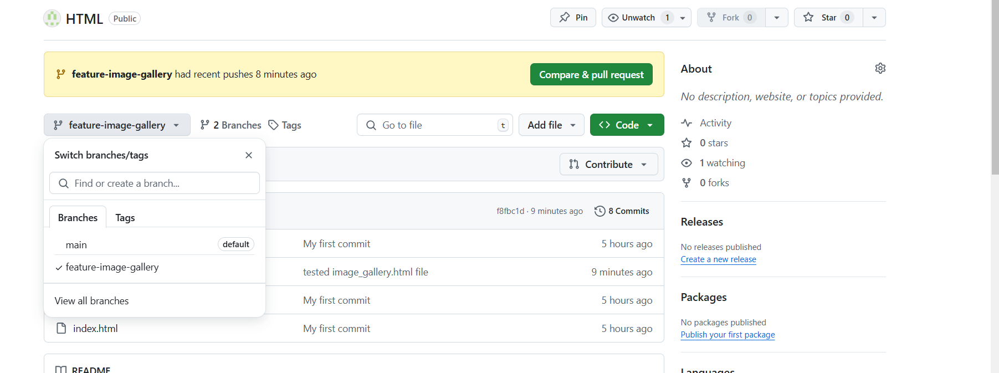 HTML Public
Pin
Unwatch 1
Fork 0
Star 0
feature-image-gallery had recent pushes 8 minutes ago
Compare & pull request
feature-image-gallery
2 Branches
Tags
Go to file
t
Add file
Code
Switch branches/tags
Find or create a branch...
Branches
Tags
main
default
feature-image-gallery
View all branches
Contribute
f8fbc1d · 9 minutes ago
8 Commits
My first commit
5 hours ago
tested image_gallery.html file
9 minutes ago
My first commit
5 hours ago
index.html
My first commit
5 hours ago
README
About
No description, website, or topics provided.
Activity
0 stars
1 watching
0 forks
Releases
No releases published
Create a new release
Packages
No packages published
Publish your first package
Languages